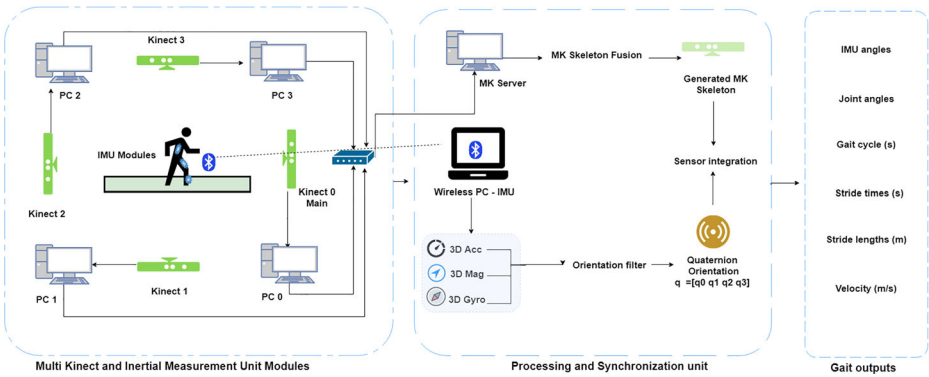 Kinect 3
PC 2
PC 3
IMU Modules
Kinect 2
Kinect 0
Main
Kinect 1
PC 1
PC 0
Multi Kinect and Inertial Measurement Unit Modules
MK Server
MK Skeleton Fusion
Generated MK
Skeleton
Sensor integration
Wireless PC - IMU
3D Acc
3D Mag
3D Gyro
Orientation filter
Quaternion
Orientation
q =[q0 q1 q2 q3]
Processing and Synchronization unit
IMU angles
Joint angles
Gait cycle (s)
Stride times (s)
Stride lengths (m)
Velocity (m/s)
Gait outputs